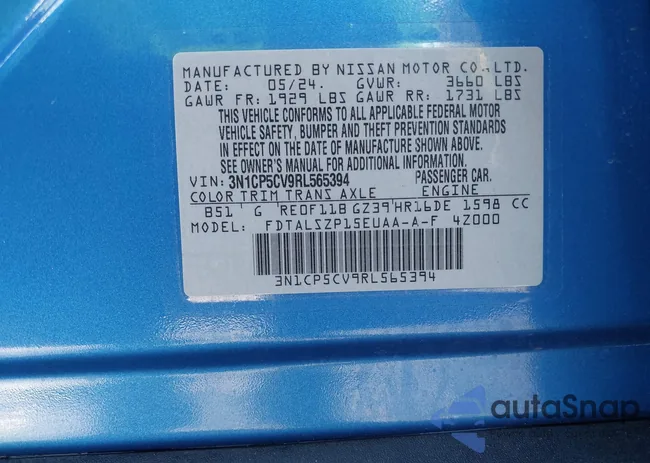 MANUFACTURED BY NISSAN MOTOR CO., LTD.
DATE: 05/24. GVWR: 3660 LBS
GAWR FR: 1929 LBS GAWR RR: 1731 LBS
THIS VEHICLE CONFORMS TO ALL APPLICABLE FEDERAL MOTOR
VEHICLE SAFETY, BUMPER AND THEFT PREVENTION STANDARDS
IN EFFECT ON THE DATE OF MANUFACTURE SHOWN ABOVE.
SEE OWNER'S MANUAL FOR ADDITIONAL INFORMATION.
VIN: 3N1CP5CV9RL565394 PASSENGER CAR.
COLOR TRIM TRANS AXLE ENGINE
B51 G RE0F11B GZ39 HR16DE 1598 CC
MODEL: FDTALSZP15EUAA-A-F 4Z000
3N1CP5CV9RL565394
autoSnap